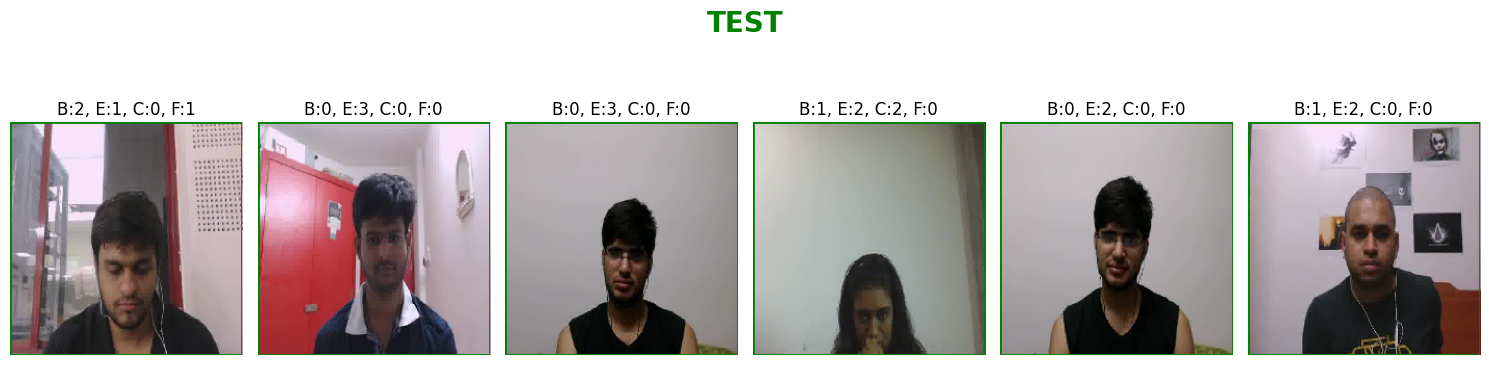 TEST
B:2, E:1, C:0, F:1
B:0, E:3, C:0, F:0
B:0, E:3, C:0, F:0
B:1, E:2, C:2, F:0
B:0, E:2, C:0, F:0
B:1, E:2, C:0, F:0